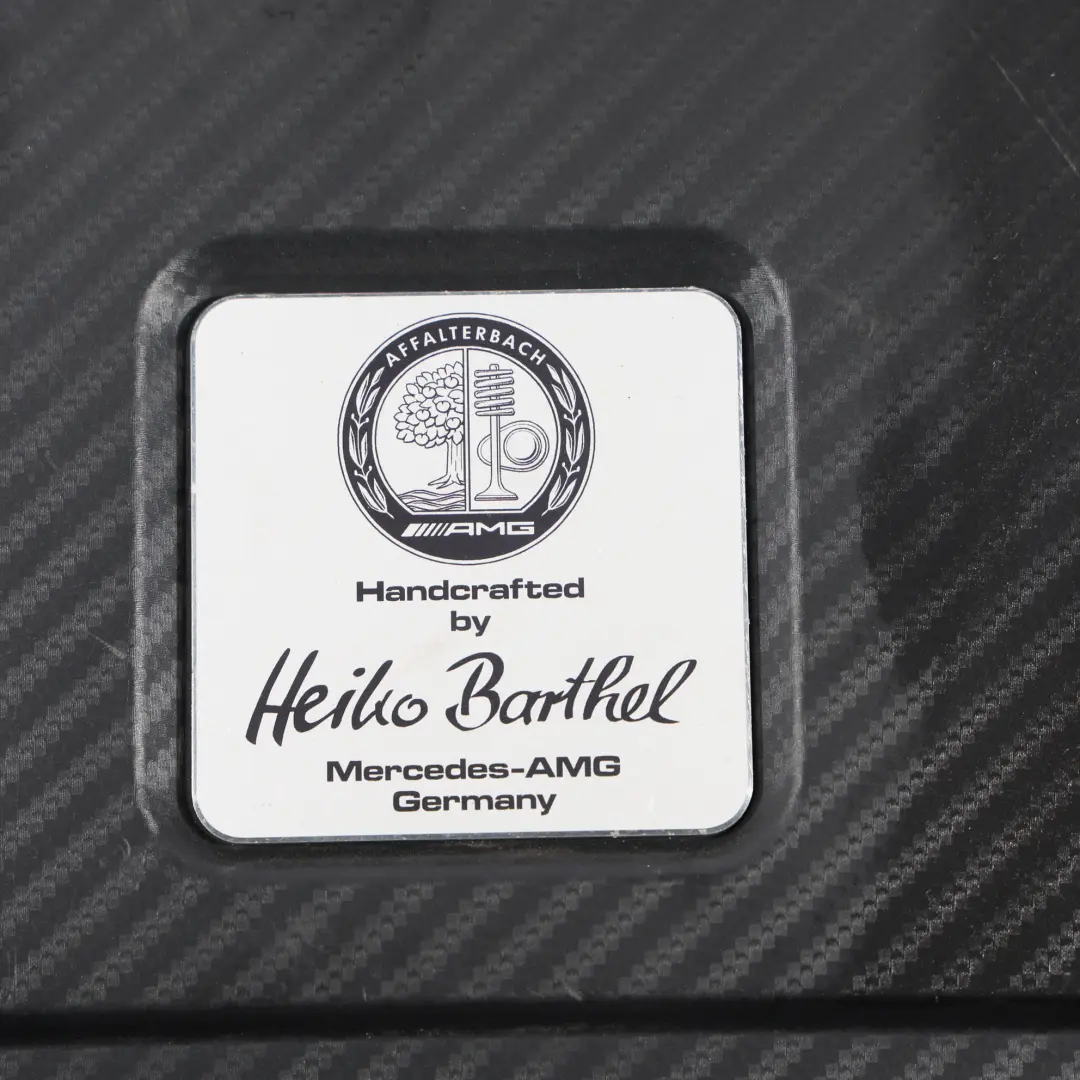 AFFALTERBACH
AMG
Handcrafted
by
Heiko Barthel
Mercedes-AMG
Germany